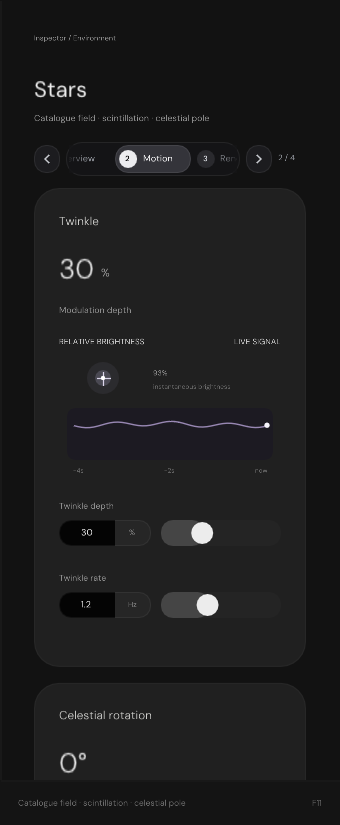 Inspector / Environment
Stars
Catalogue field · scintillation · celestial pole
rview 2 Motion 3 Ren 2 / 4
Twinkle
30 %
Modulation depth
RELATIVE BRIGHTNESS LIVE SIGNAL
93%
instantaneous brightness
−4s −2s now
Twinkle depth
30 %
Twinkle rate
1.2 Hz
Celestial rotation
0°
Catalogue field · scintillation · celestial pole F11